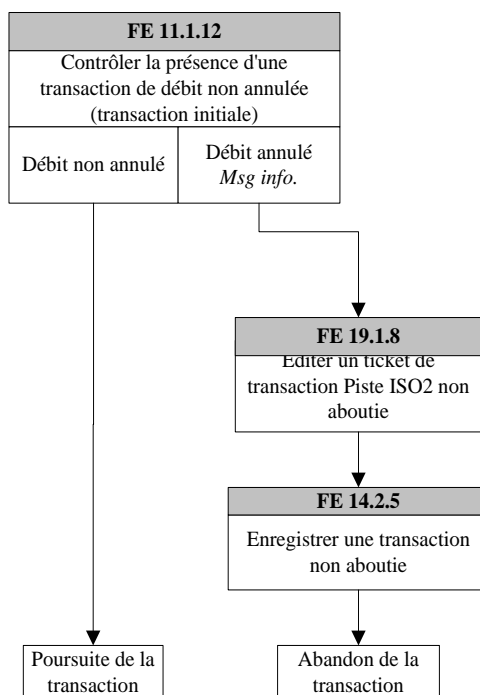 FE 11.1.12
Contrôler la présence d'une
transaction de débit non annulée
(transaction initiale)
Débit non annulé
Débit annulé
Msg info.
FE 19.1.8
Editer un ticket de
transaction Piste ISO2 non
aboutie
FE 14.2.5
Enregistrer une transaction
non aboutie
Poursuite de la
transaction
Abandon de la
transaction